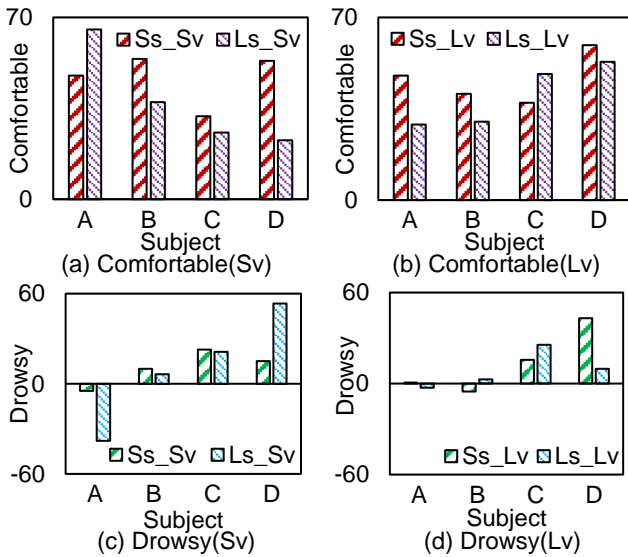 70
Ss_Sv Ls_Sv
Comfortable
0
A B C D
Subject
(a) Comfortable(Sv)
70
Ss_Lv Ls_Lv
Comfortable
0
A B C D
Subject
(b) Comfortable(Lv)
60
Drowsy
0
Ss_Sv Ls_Sv
-60
A B C D
Subject
(c) Drowsy(Sv)
60
Drowsy
0
Ss_Lv Ls_Lv
-60
A B C D
Subject
(d) Drowsy(Lv)